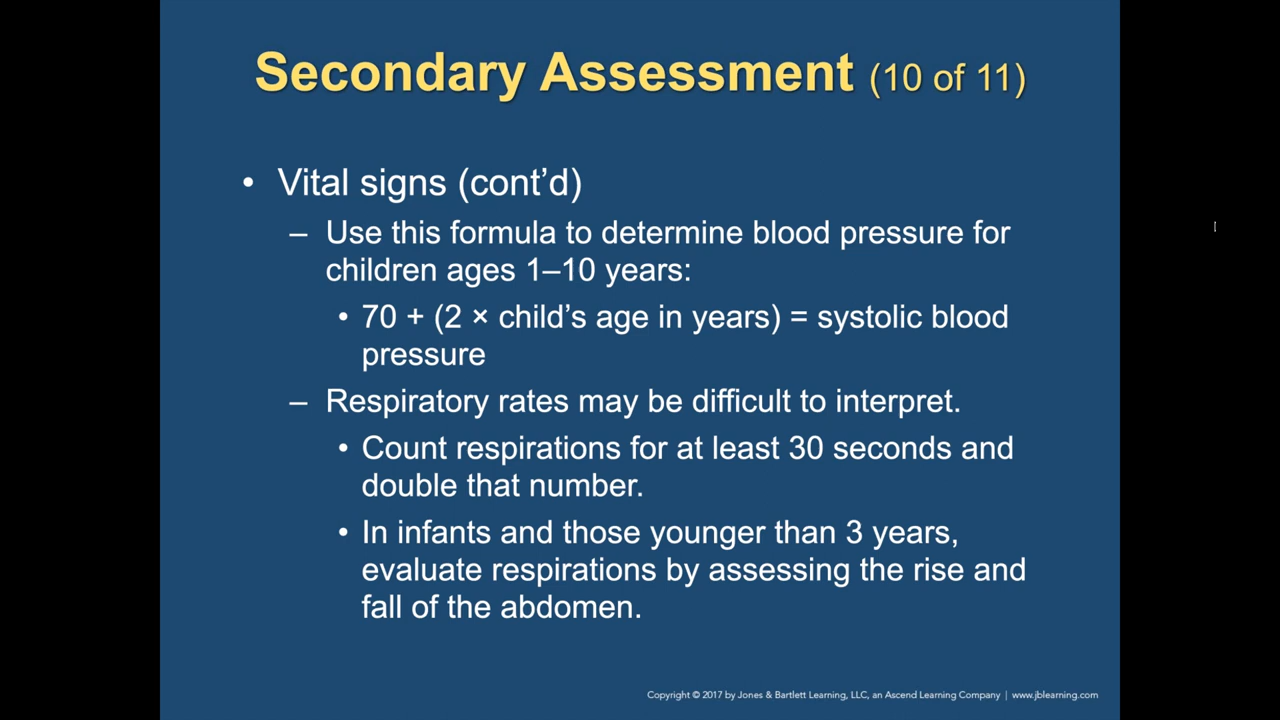 Secondary Assessment (10 of 11)
• Vital signs (cont’d)
– Use this formula to determine blood pressure for
children ages 1–10 years:
• 70 + (2 × child’s age in years) = systolic blood
pressure
– Respiratory rates may be difficult to interpret.
• Count respirations for at least 30 seconds and
double that number.
• In infants and those younger than 3 years,
evaluate respirations by assessing the rise and
fall of the abdomen.
Copyright © 2017 by Jones & Bartlett Learning, LLC, an Ascend Learning Company | www.jblearning.com